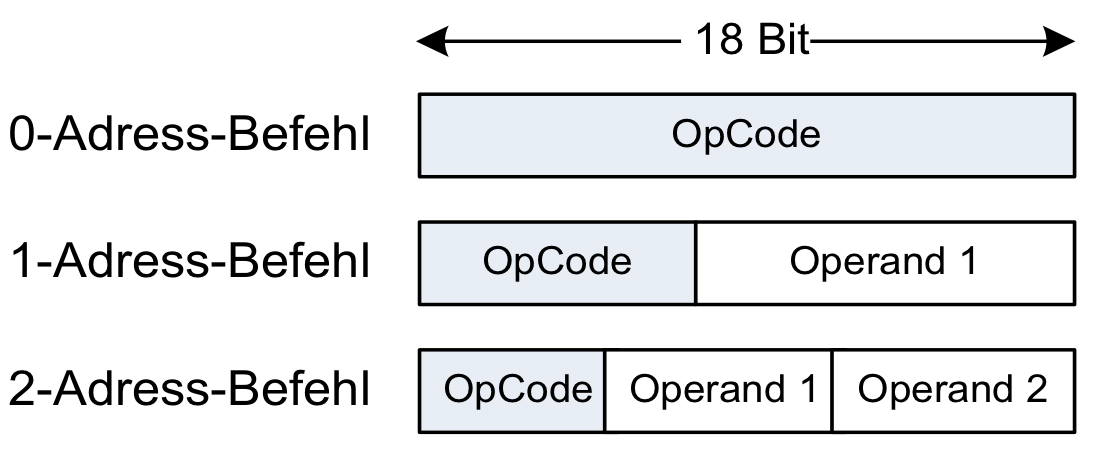 18 Bit
0-Adress-Befehl OpCode
1-Adress-Befehl OpCode Operand 1
2-Adress-Befehl OpCode Operand 1 Operand 2